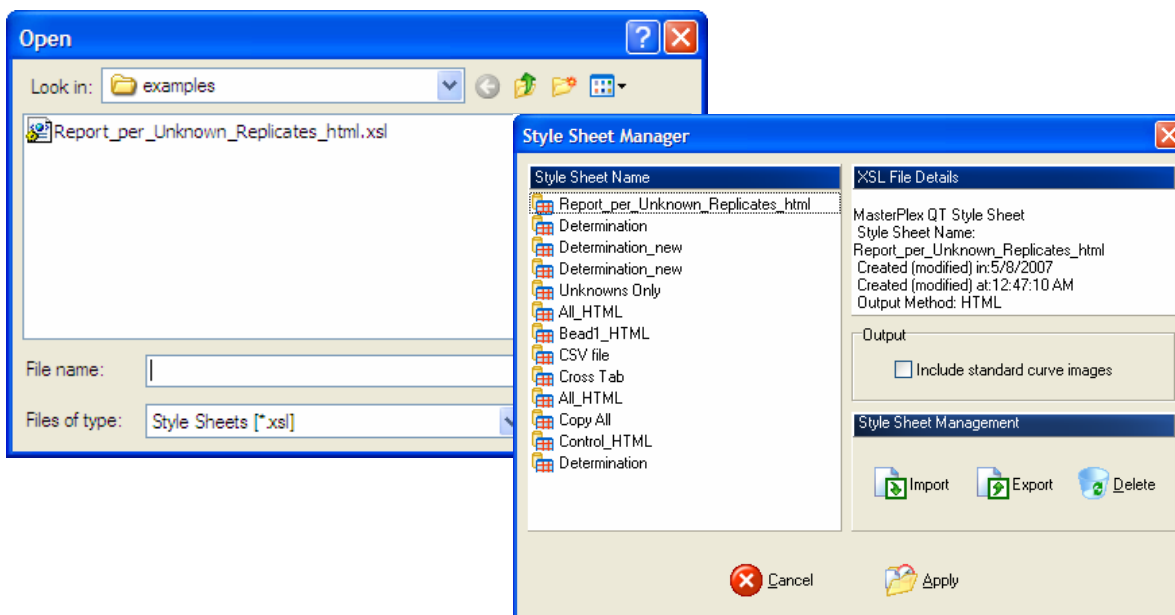 Open
Look in:
examples
Report_per_Unknown_Replicates_html.xsl
File name:
Files of type:
Style Sheets [*.xsl]
Style Sheet Manager
Style Sheet Name
Report_per_Unknown_Replicates_html
Determination
Determination_new
Determination_new
Unknowns Only
All_HTML
Bead1_HTML
CSV file
Cross Tab
All_HTML
Copy All
Control_HTML
Determination
XSL File Details
MasterPlex QT Style Sheet
Style Sheet Name:
Report_per_Unknown_Replicates_html
Created (modified) in:5/8/2007
Created (modified) at:12:47:10 AM
Output Method: HTML
Output
Include standard curve images
Style Sheet Management
Import
Export
Delete
Cancel
Apply